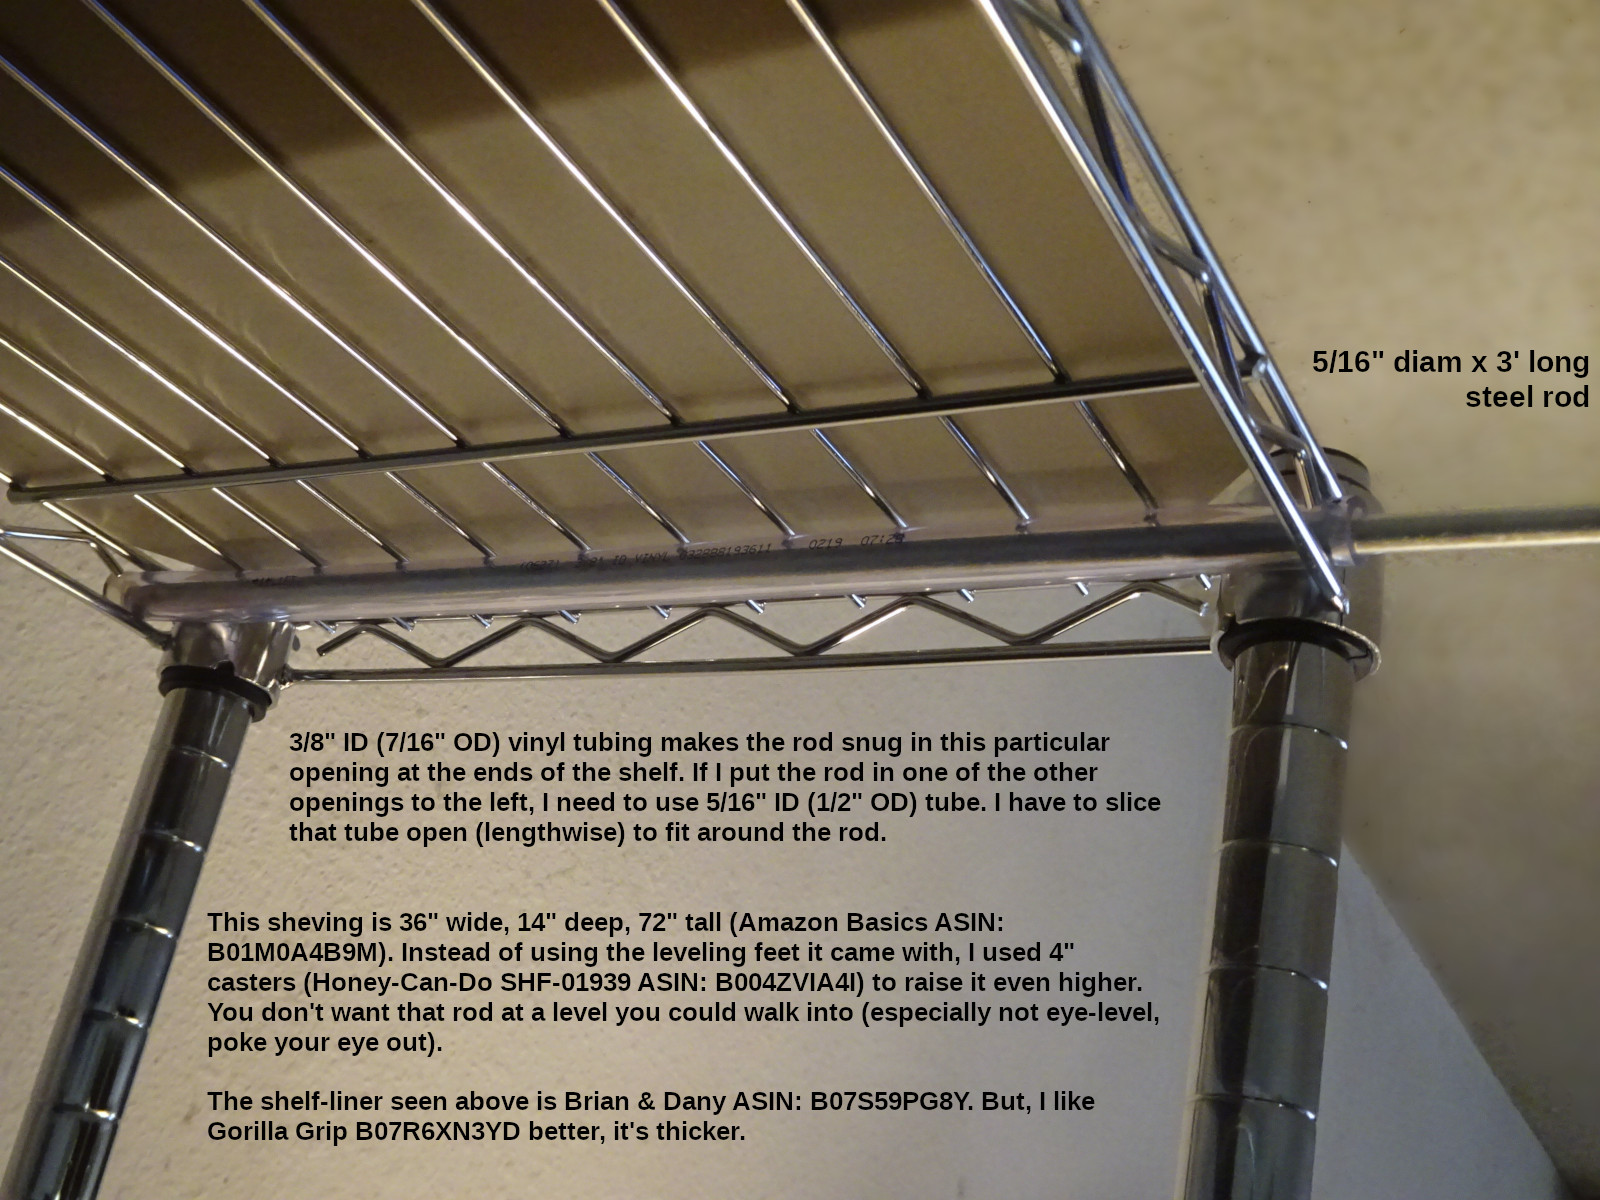 5/16" diam x 3' long
steel rod
ID VINYL 032888193611 0219
3/8" ID (7/16" OD) vinyl tubing makes the rod snug in this particular
opening at the ends of the shelf. If I put the rod in one of the other
openings to the left, I need to use 5/16" ID (1/2" OD) tube. I have to slice
that tube open (lengthwise) to fit around the rod.
This sheving is 36" wide, 14" deep, 72" tall (Amazon Basics ASIN:
B01M0A4B9M). Instead of using the leveling feet it came with, I used 4"
casters (Honey-Can-Do SHF-01939 ASIN: B004ZVIA4I) to raise it even higher.
You don't want that rod at a level you could walk into (especially not eye-level,
poke your eye out).
The shelf-liner seen above is Brian & Dany ASIN: B07S59PG8Y. But, I like
Gorilla Grip B07R6XN3YD better, it's thicker.